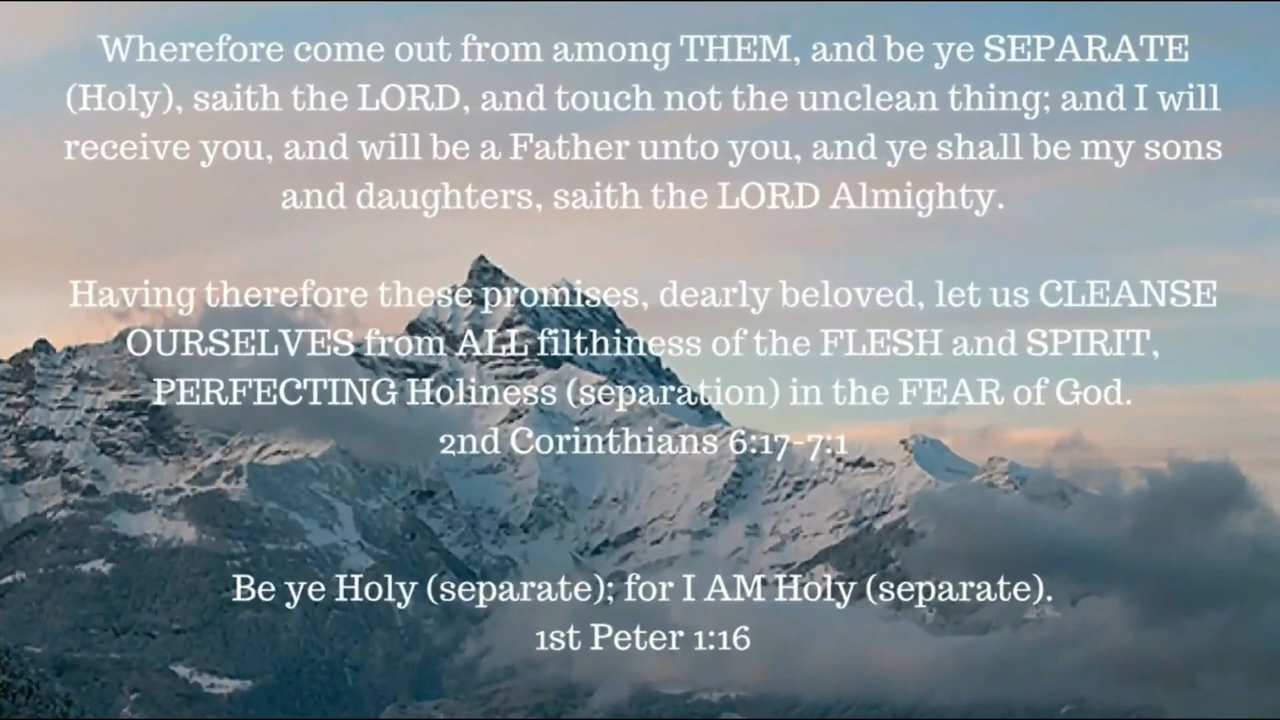 Wherefore come out from among THEM, and be ye SEPARATE
(Holy), saith the LORD, and touch not the unclean thing; and I will
receive you, and will be a Father unto you, and ye shall be my sons
and daughters, saith the LORD Almighty.
Having therefore these promises, dearly beloved, let us CLEANSE
OURSELVES from ALL filthiness of the FLESH and SPIRIT,
PERFECTING Holiness (separation) in the FEAR of God.
2nd Corinthians 6:17-7:1
Be ye Holy (separate); for I AM Holy (separate).
1st Peter 1:16